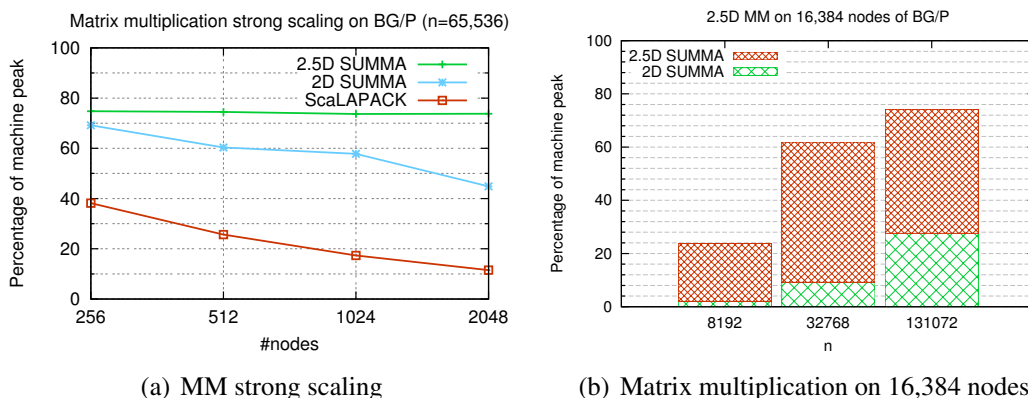 Matrix multiplication strong scaling on BG/P (n=65,536)
100
80
60
40
20
0
Percentage of machine peak
2.5D SUMMA
2D SUMMA
ScaLAPACK
256
512
1024
2048
#nodes
(a) MM strong scaling
2.5D MM on 16,384 nodes of BG/P
100
80
60
40
20
0
Percentage of machine peak
2.5D SUMMA
2D SUMMA
8192
32768
131072
n
(b) Matrix multiplication on 16,384 nodes